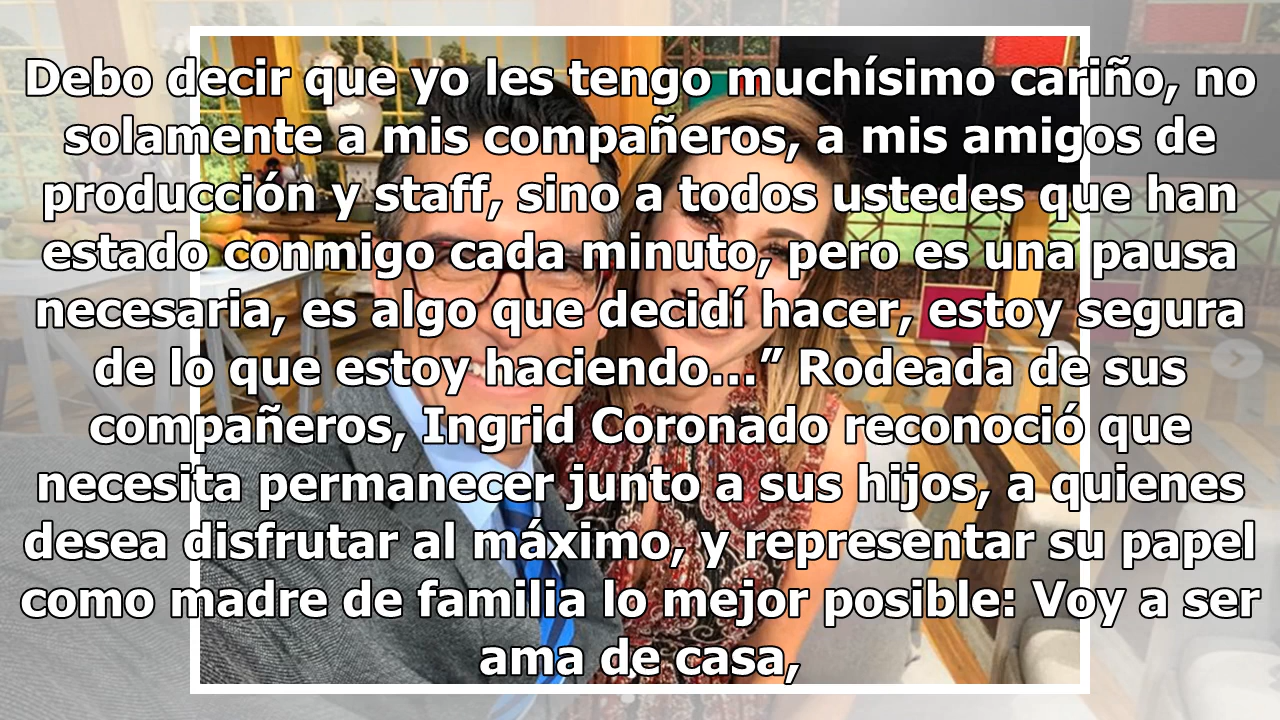 Debo decir que yo les tengo muchísimo cariño, no
solamente a mis compañeros, a mis amigos de
producción y staff, sino a todos ustedes que han
estado conmigo cada minuto, pero es una pausa
necesaria, es algo que decidí hacer, estoy segura
de lo que estoy haciendo...” Rodeada de sus
compañeros, Ingrid Coronado reconoció que
necesita permanecer junto a sus hijos, a quienes
desea disfrutar al máximo, y representar su papel
como madre de familia lo mejor posible: Voy a ser
ama de casa,